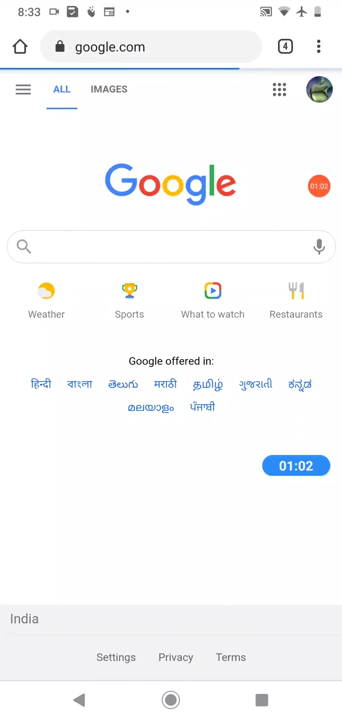 8:33
google.com 4
ALL IMAGES
Google
01:02
Weather Sports What to watch Restaurants
Google offered in:
हिन्दी বাংলা తెలుగు मराठी தமிழ் ગુજરાતી ಕನ್ನಡ
മലയാളം ਪੰਜਾਬੀ
01:02
India
Settings Privacy Terms